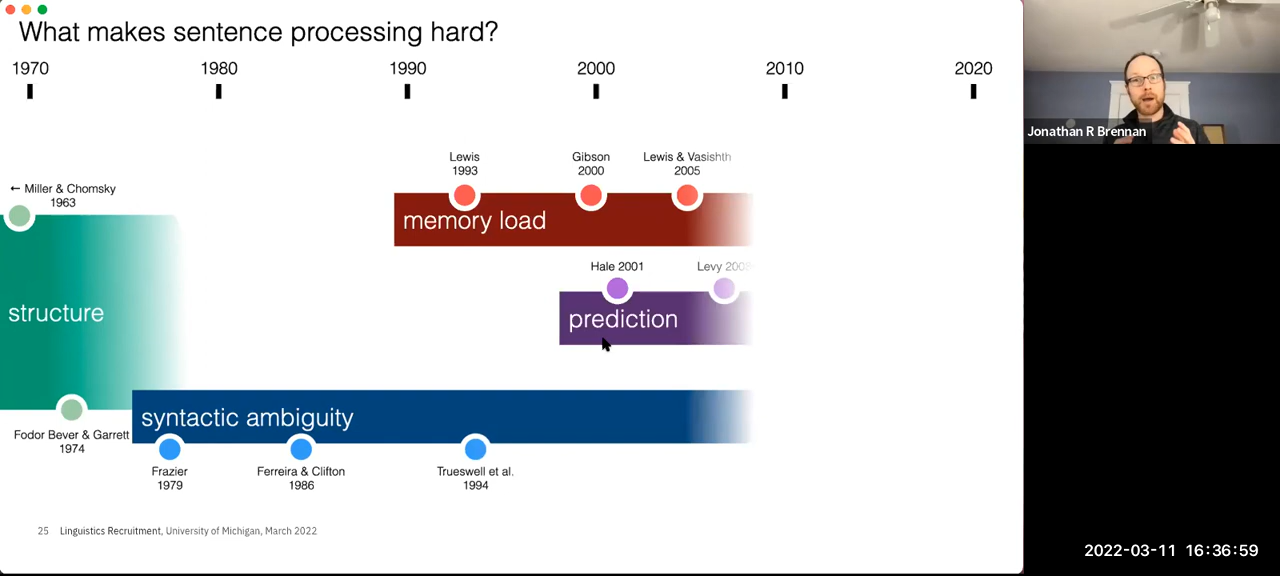 What makes sentence processing hard?
1970 1980 1990 2000 2010 2020
Lewis
1993
Gibson
2000
Lewis & Vasishth
2005
← Miller & Chomsky
1963
memory load
Hale 2001
Levy 2008
structure
prediction
syntactic ambiguity
Fodor Bever & Garrett
1974
Frazier
1979
Ferreira & Clifton
1986
Trueswell et al.
1994
25 Linguistics Recruitment, University of Michigan, March 2022
Jonathan R Brennan
2022-03-11 16:36:59